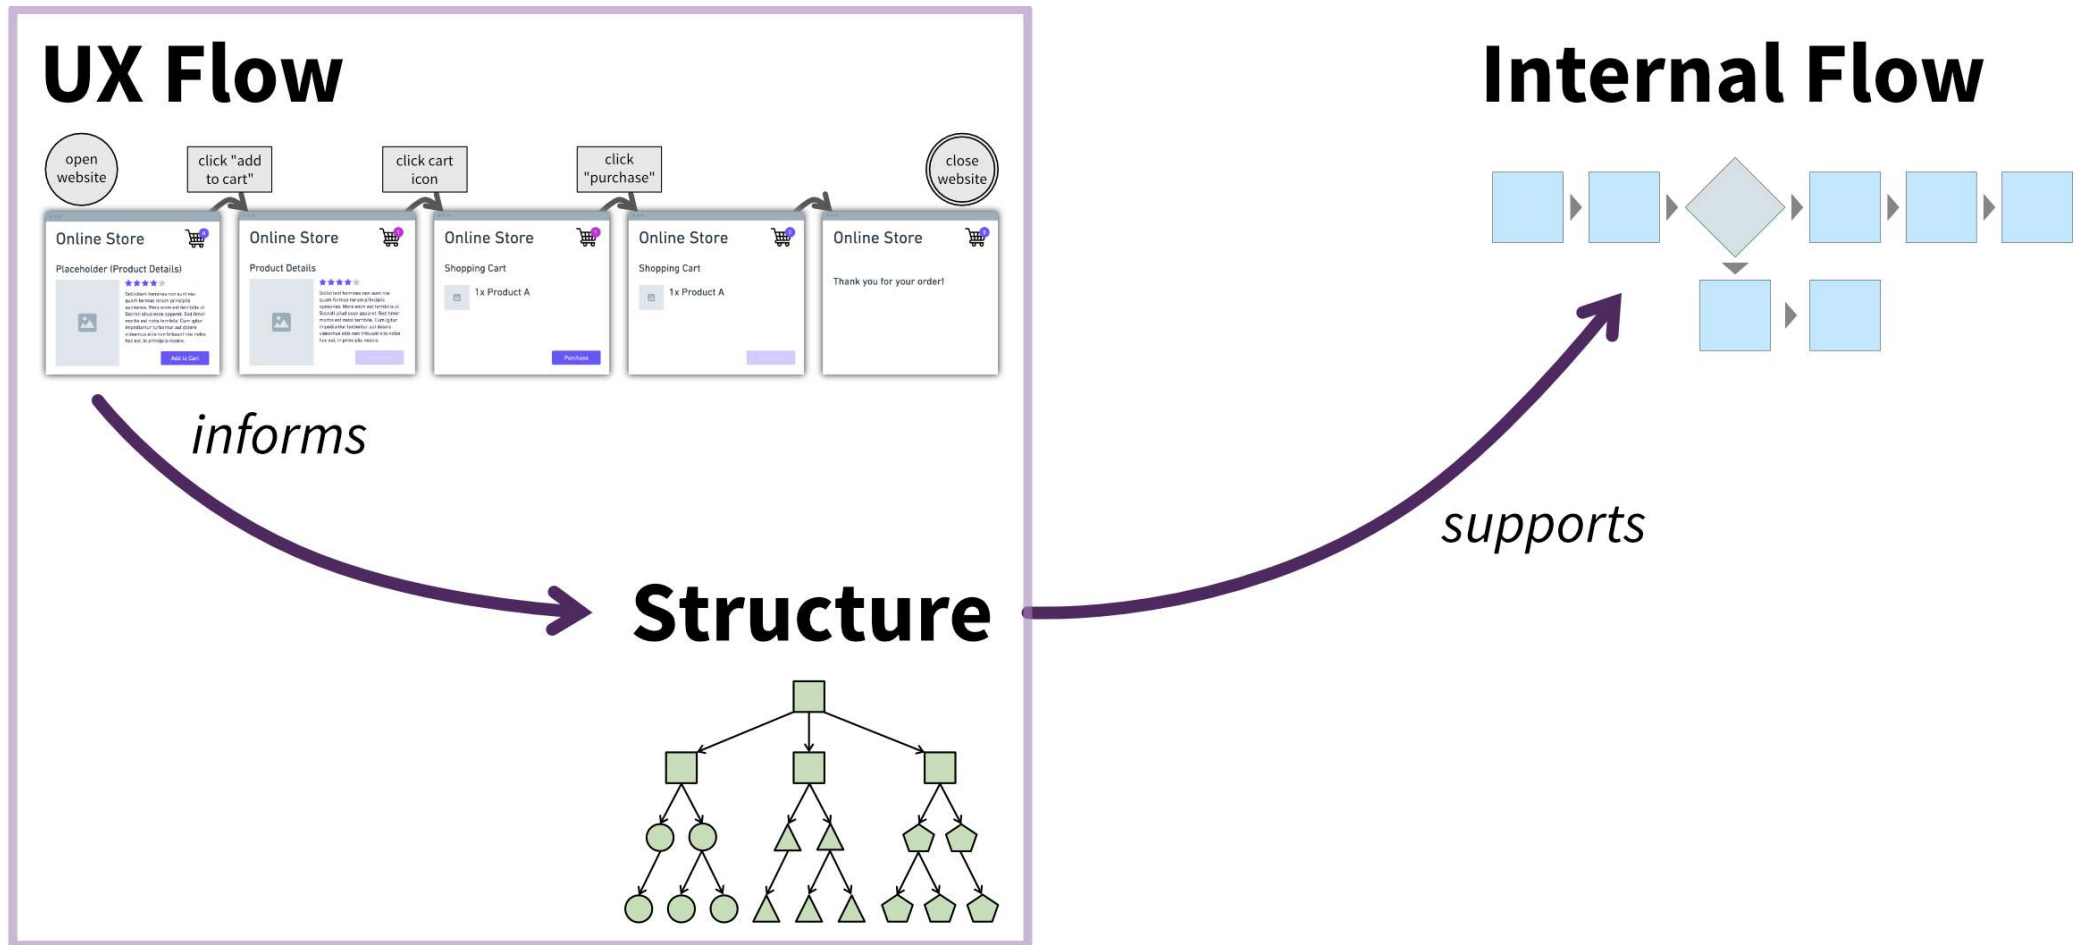 UX Flow
Internal Flow
open
website
click "add
to cart"
click cart
icon
click
"purchase"
close
website
Online Store
Placeholder (Product Details)
Add to Cart
Online Store
Product Details
Online Store
Shopping Cart
1x Product A
Purchase
Online Store
Shopping Cart
1x Product A
Online Store
Thank you for your order!
informs
supports
Structure